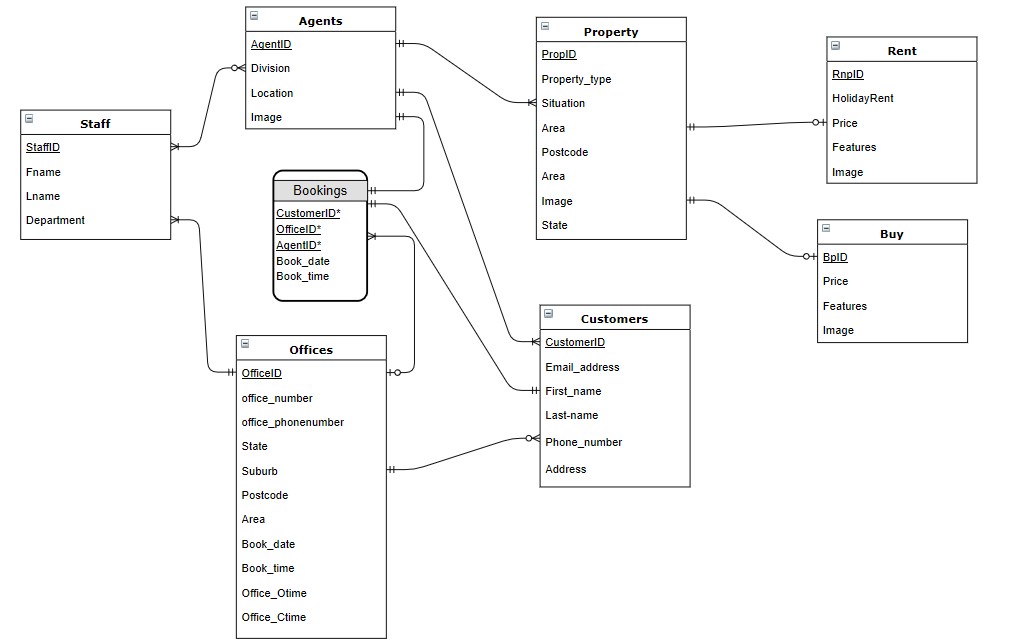 Agents
AgentID
Division
Location
Image
Property
PropID
Property_type
Situation
Area
Postcode
Area
Image
State
Rent
RnpID
HolidayRent
Price
Features
Image
Staff
StaffID
Fname
Lname
Department
Bookings
CustomerID*
OfficeID*
AgentID*
Book_date
Book_time
Buy
BpID
Price
Features
Image
Customers
CustomerID
Email_address
First_name
Last-name
Phone_number
Address
Offices
OfficeID
office_number
office_phonenumber
State
Suburb
Postcode
Area
Book_date
Book_time
Office_Otime
Office_Ctime